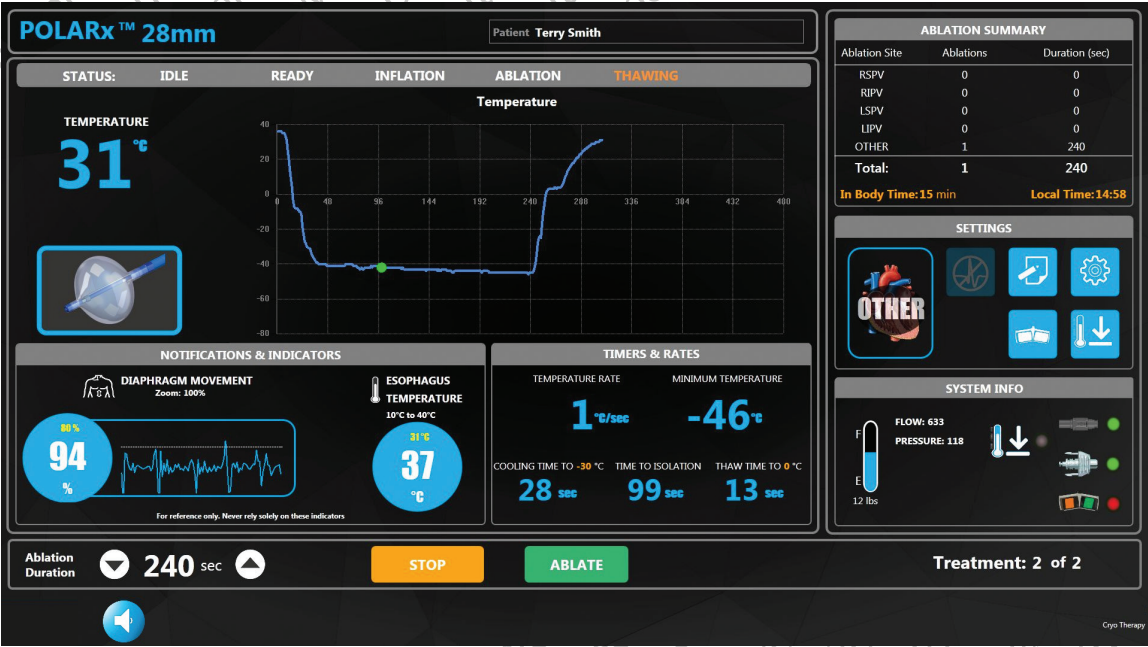 POLARx™ 28mm
Patient Terry Smith
STATUS: IDLE READY INFLATION ABLATION THAWING
TEMPERATURE
31 °C
Temperature
40
20
0
-20
-40
-60
-80
0 48 96 144 192 240 288 336 384 432 480
NOTIFICATIONS & INDICATORS
DIAPHRAGM MOVEMENT
Zoom: 100%
80 %
94
%
For reference only. Never rely solely on these indicators
ESOPHAGUS
TEMPERATURE
10°C to 40°C
31 °C
37
°C
TIMERS & RATES
TEMPERATURE RATE MINIMUM TEMPERATURE
1 °C/sec -46 °C
COOLING TIME TO -30 °C TIME TO ISOLATION THAW TIME TO 0 °C
28 sec 99 sec 13 sec
ABLATION SUMMARY
Ablation Site Ablations Duration (sec)
RSPV 0 0
RIPV 0 0
LSPV 0 0
LIPV 0 0
OTHER 1 240
Total: 1 240
In Body Time: 15 min Local Time: 14:58
SETTINGS
OTHER
SYSTEM INFO
F
E
12 lbs
FLOW: 633
PRESSURE: 118
Ablation
Duration
240 sec
STOP
ABLATE
Treatment: 2 of 2
Cryo Therapy